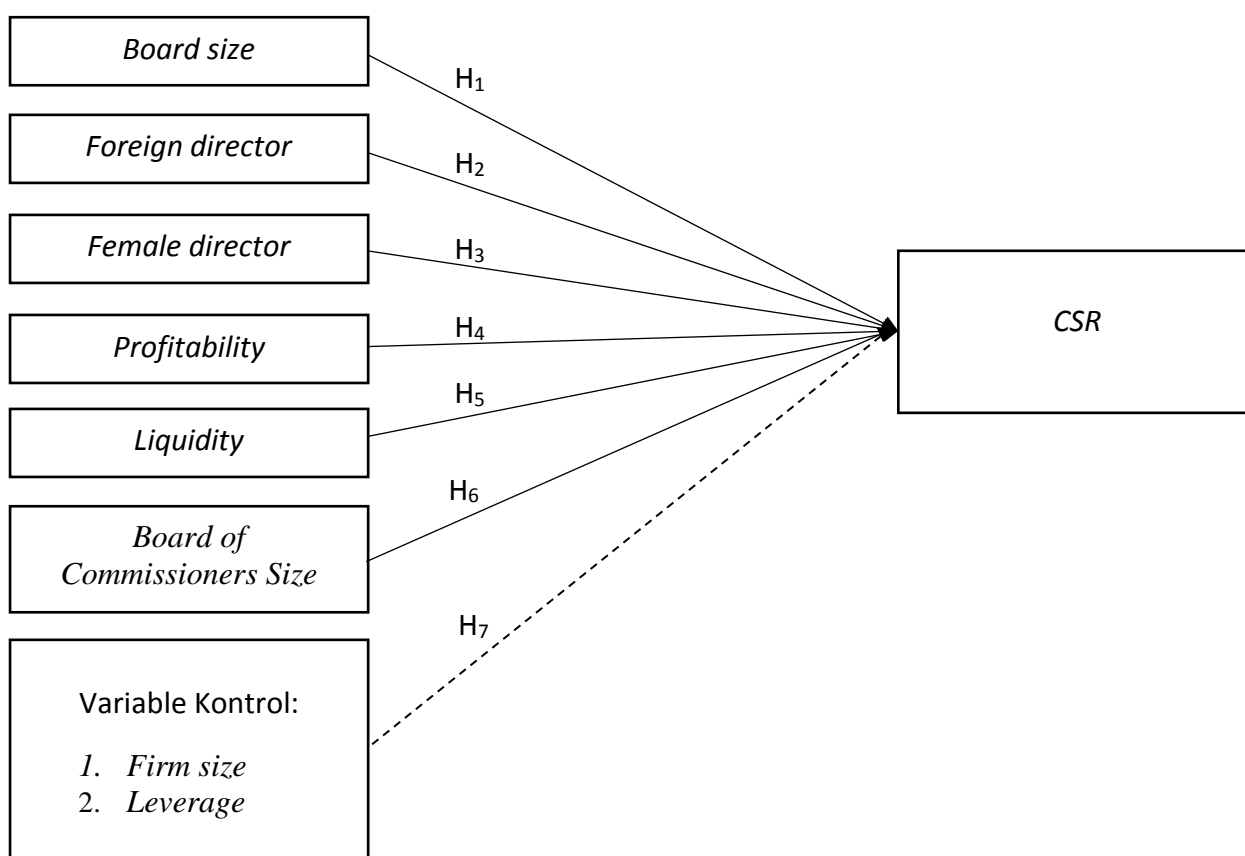 Board size
H1
Foreign director
H2
Female director
H3
Profitability
H4
Liquidity
H5
Board of
Commissioners Size
H6
Variable Kontrol:
1. Firm size
2. Leverage
H7
CSR